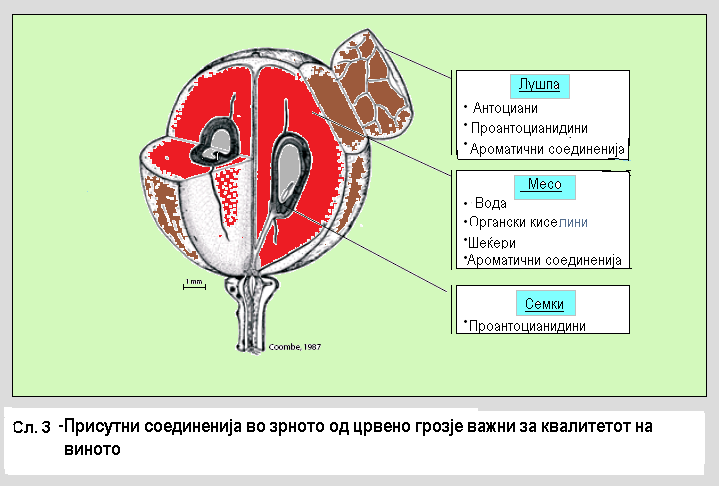 Лушпа
• Антоциани
• Проантоцианидини
• Ароматични соединенија
Месо
• Вода
•Органски киселини
•Шеќери
•Ароматични соединенија
Семки
•Проантоцианидини
1 mm
Coombe, 1987
Сл. 3 -Присутни соединенија во зрното од црвено грозје важни за квалитетот на
виното